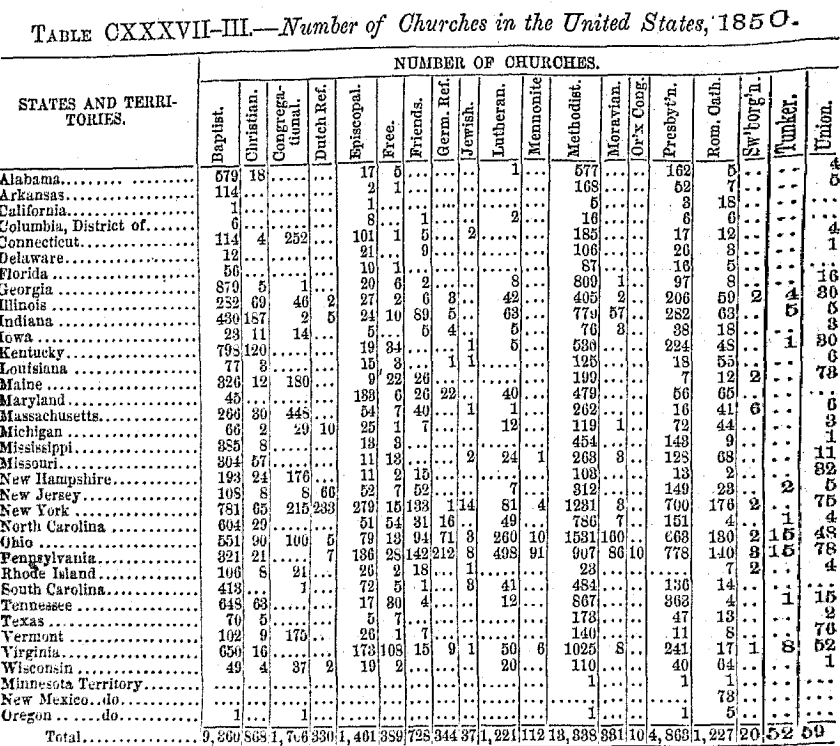 TABLE CXXXVII-III.—Number of Churches in the United States, 1850.
NUMBER OF CHURCHES.
STATES AND TERRI-
TORIES.
Baptist. Christian. Congrega-tional. Dutch Ref. Episcopal. Free. Friends. Germ. Ref. Jewish. Lutheran. Mennonite Methodist. Moravian. Or'x Cong. Presbyt'n. Rom. Cath. Sw'borg'n. Tunker. Union.
Alabama 579 18 ... ... 17 5 ... ... ... 1 ... 577 ... ... 162 5 ... ... 4
Arkansas 114 ... ... ... 2 1 ... ... ... ... ... 168 ... ... 52 7 ... ... 5
California 1 ... ... ... 1 ... ... ... ... ... ... 5 ... ... 3 18 ... ... ...
Columbia, District of 6 ... ... ... 8 ... 1 ... ... 2 ... 16 ... ... 6 6 ... ...
Connecticut 114 4 252 ... 101 1 5 ... 2 ... ... 185 ... ... 17 12 ... ... 4
Delaware 12 ... ... ... 21 ... 9 ... ... ... ... 106 ... ... 26 3 ... ... 1
Florida 56 ... ... ... 10 1 ... ... ... ... ... 87 ... ... 16 5 ... ...
Georgia 879 5 1 ... 20 6 2 ... ... 8 ... 809 1 ... 97 8 ... ... 16
Illinois 282 69 46 2 27 2 6 3 ... 42 ... 405 2 ... 206 59 2 4 30
Indiana 430 187 2 5 24 10 89 5 ... 63 ... 779 57 ... 282 63 ... 5 5
Iowa 23 11 14 ... 5 ... 5 4 ... 5 ... 76 3 ... 38 18 ... ... 3
Kentucky 798 120 ... ... 19 34 ... ... 1 5 ... 530 ... ... 224 48 ... 1 30
Louisiana 77 3 ... ... 15 3 ... 1 1 ... ... 125 ... ... 18 55 ... ... 6
Maine 326 12 180 ... 9 22 26 ... ... ... ... 199 ... ... 7 12 2 ... 73
Maryland 45 ... ... ... 133 6 26 22 ... 40 ... 479 ... ... 56 65 ... ... ...
Massachusetts 266 30 448 ... 54 7 40 ... 1 1 ... 262 ... ... 16 41 6 ... 6
Michigan 66 2 29 10 25 1 7 ... ... 12 ... 119 1 ... 72 44 ... ... 3
Mississippi 385 8 ... ... 13 3 ... ... ... ... ... 454 ... ... 143 9 ... ... 1
Missouri 304 57 ... ... 11 13 ... ... 2 24 1 263 3 ... 128 68 ... ... 11
New Hampshire 193 24 176 ... 11 2 15 ... ... ... ... 103 ... ... 13 2 ... ... 32
New Jersey 108 8 8 66 52 7 52 ... ... 7 ... 312 ... ... 149 23 ... 2 5
New York 781 65 215 233 279 15 133 1 14 81 4 1231 3 ... 700 176 2 ... 75
North Carolina 604 29 ... ... 51 54 31 16 ... 49 ... 786 7 ... 151 4 ... 1 4
Ohio 551 90 100 5 79 13 94 71 3 260 10 1531 160 ... 663 130 2 15 48
Pennsylvania 321 21 ... 7 136 28 142 212 8 498 91 907 86 10 778 140 3 15 78
Rhode Island 106 8 21 ... 26 2 18 ... 1 ... ... 23 ... ... ... 7 2 ... 4
South Carolina 413 ... 1 ... 72 5 1 ... 3 41 ... 484 ... ... 136 14 ... ...
Tennessee 648 63 ... ... 17 30 4 ... ... 12 ... 867 ... ... 363 4 ... 1 15
Texas 70 5 ... ... 5 7 ... ... ... ... ... 173 ... ... 47 13 ... ... 2
Vermont 102 9 175 ... 26 1 7 ... ... ... ... 140 ... ... 11 8 ... ... 76
Virginia 650 16 ... ... 173 108 15 9 1 50 6 1025 8 ... 241 17 1 8 52
Wisconsin 49 4 37 2 19 2 ... ... ... 20 ... 110 ... ... 40 64 ... ... 1
Minnesota Territory ... ... ... ... ... ... ... ... ... ... ... 1 ... ... 1 1 ... ...
New Mexico..do. ... ... ... ... ... ... ... ... ... ... ... ... ... ... ... 73 ... ...
Oregon ... do. 1 ... 1 ... ... ... ... ... ... ... ... 1 ... ... 1 5 ... ...
Total 9,360 868 1,706 330 1,461 389 728 344 37 1,221 112 13,338 331 10 4,863 1,227 20 52 59